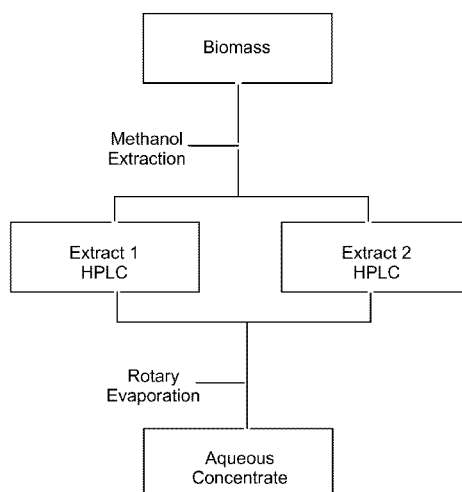 Biomass
Methanol
Extraction
Extract 1
HPLC
Extract 2
HPLC
Rotary
Evaporation
Aqueous
Concentrate